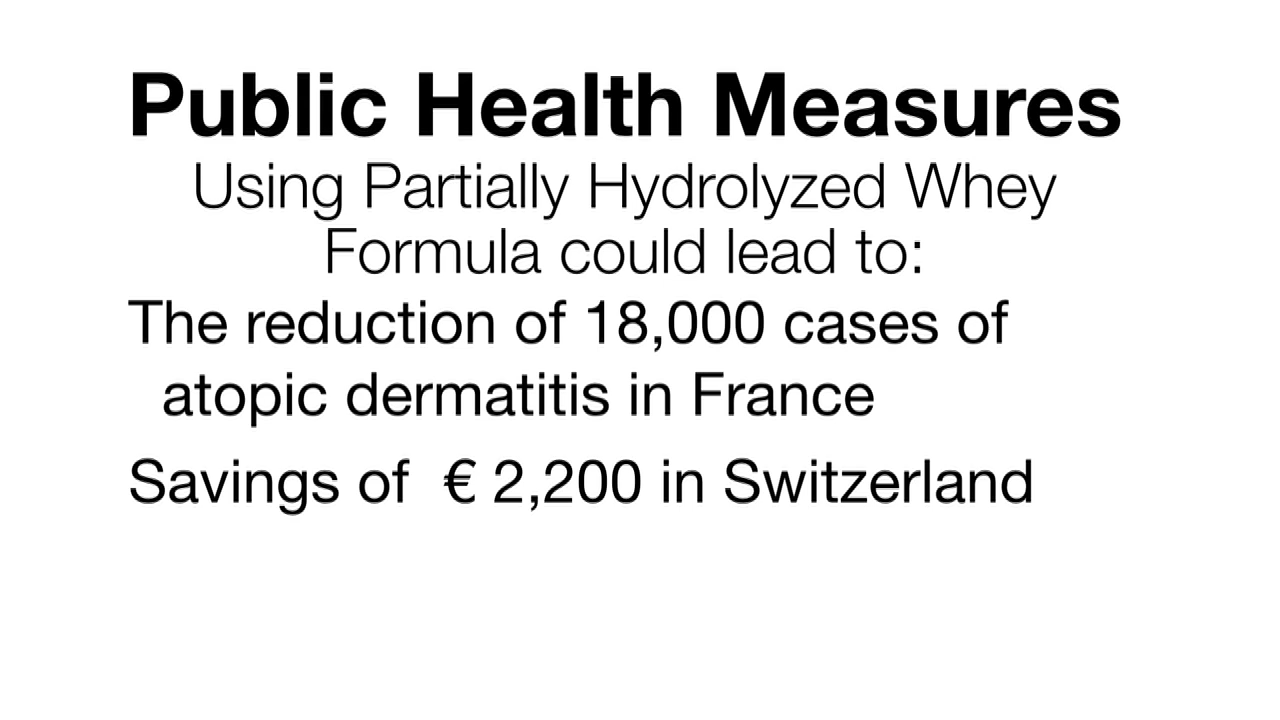 Public Health Measures
Using Partially Hydrolyzed Whey
Formula could lead to:
The reduction of 18,000 cases of
atopic dermatitis in France
Savings of € 2,200 in Switzerland